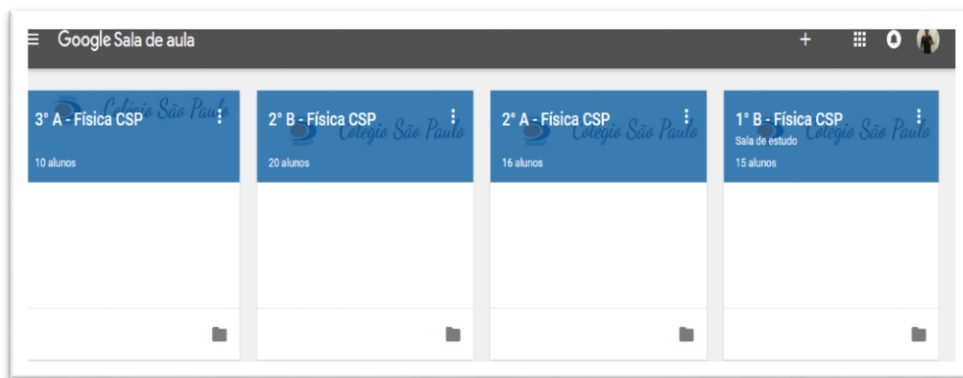 Google Sala de aula
3° A - Física CSP
Colégio São Paulo
10 alunos
2° B - Física CSP
Colégio São Paulo
20 alunos
2° A - Física CSP
Colégio São Paulo
16 alunos
1° B - Física CSP
Colégio São Paulo
Sala de estudo
15 alunos